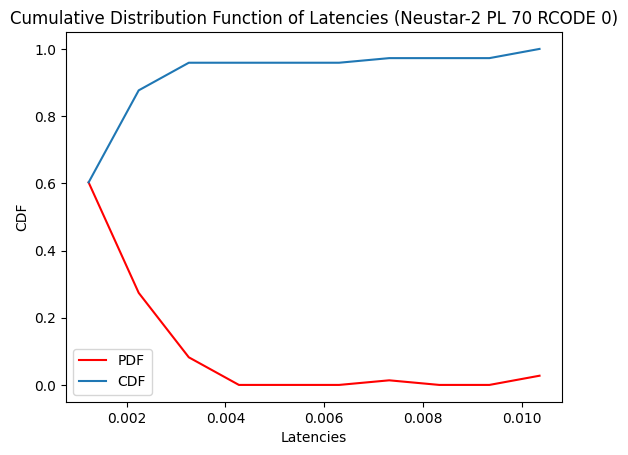 Cumulative Distribution Function of Latencies (Neustar-2 PL 70 RCODE 0)
1.0
0.8
0.6
0.4
0.2
0.0
CDF
PDF
CDF
0.002
0.004
0.006
0.008
0.010
Latencies